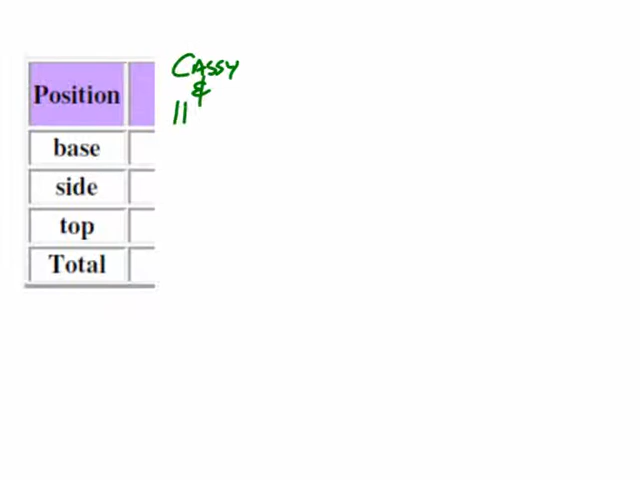 Position
base
side
top
Total
CASSY
&
11